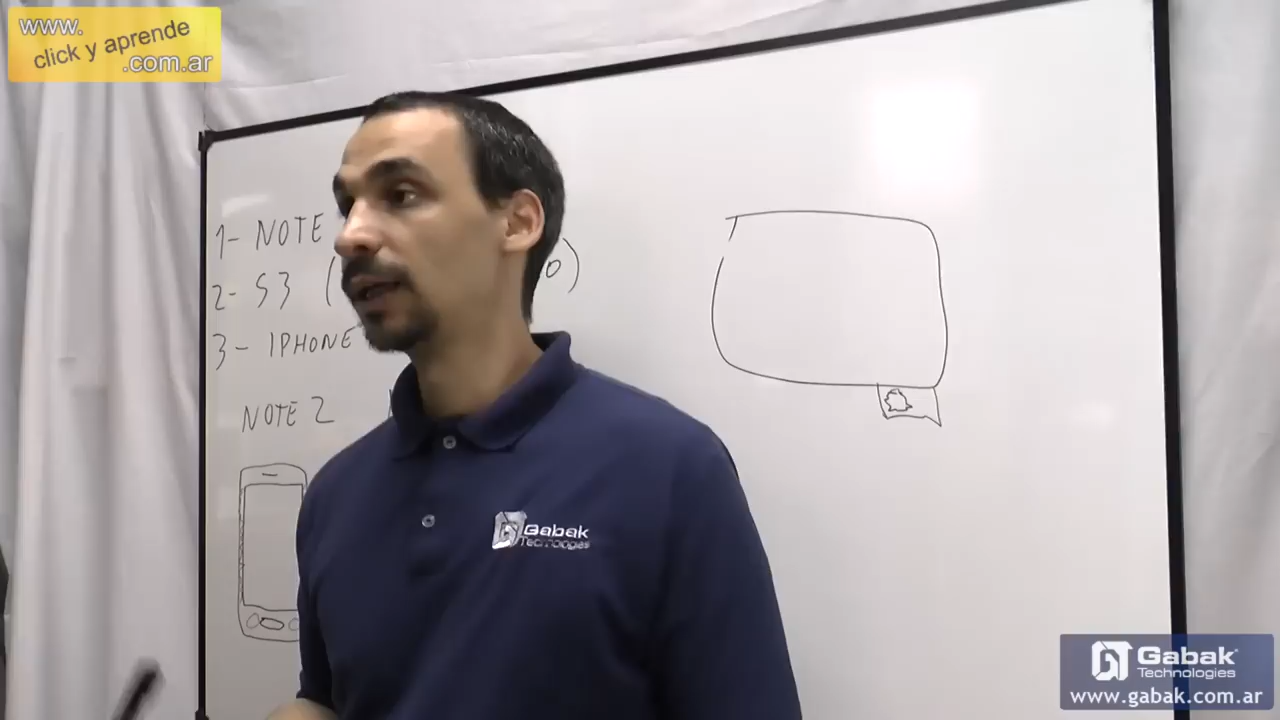 www.
click y aprende
.com.ar
1- NOTE
2- S3 (
3- IPHONE
NOTE 2
Gabak
Technologies
Gabak
Technologies
www.gabak.com.ar